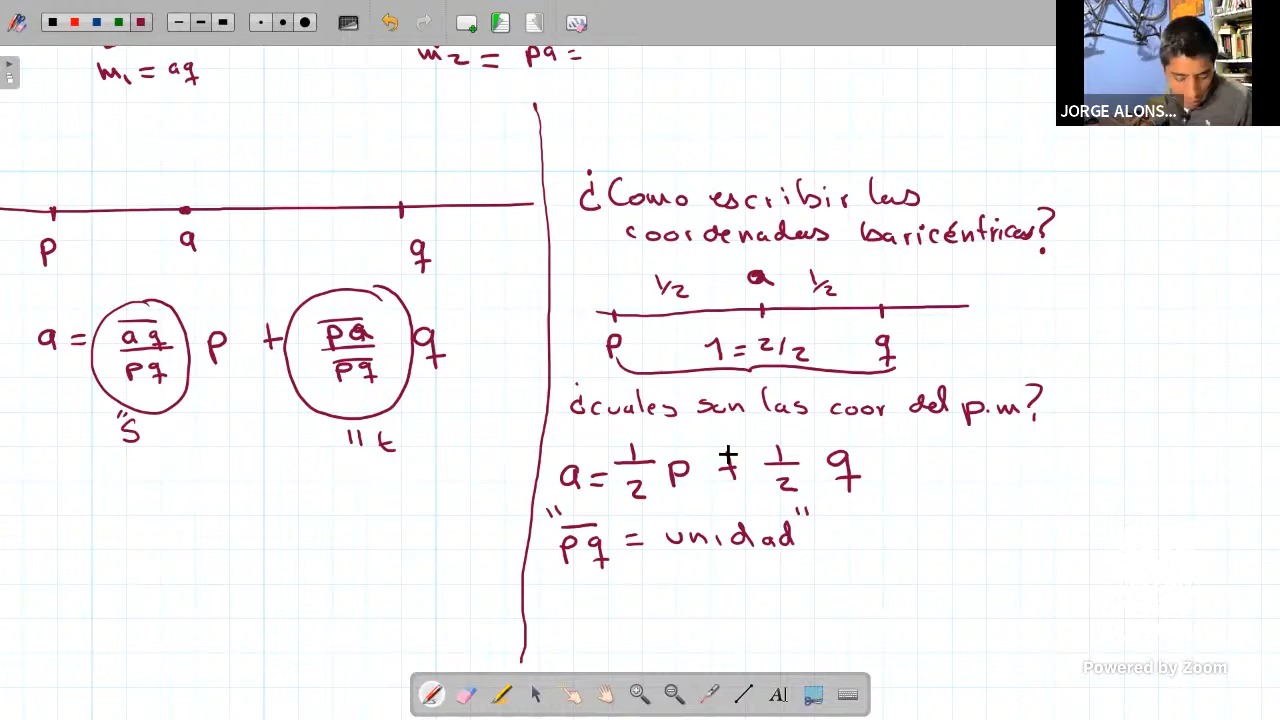 m₁ = aq
m₂ = pa =
p a q
a = aq/pq p + pa/pq q
"s
"t
¿Como escribir las
coordenadas baricéntricas?
1/2 a 1/2
p 1 = 2/2 q
¿cuales son las coor del p.m?
a = 1/2 p + 1/2 q
"pq = unidad"
JORGE ALONS...
Powered by Zoom
AI